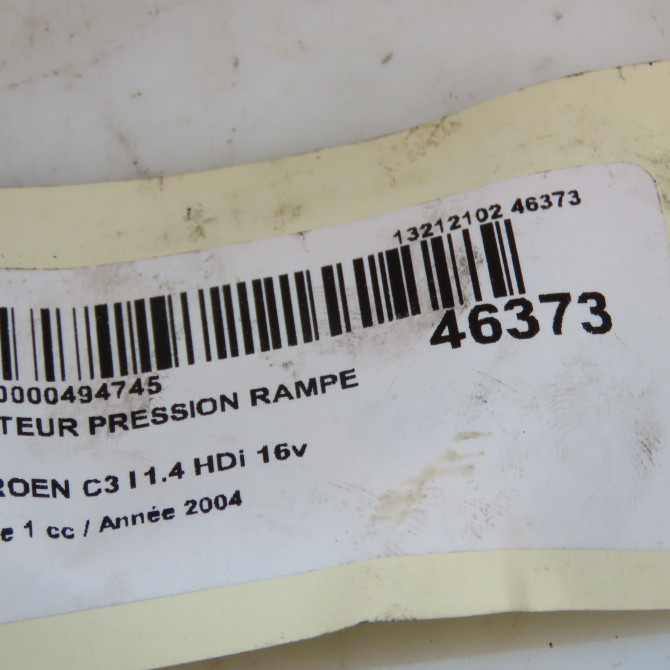 13212102 46373
46373
0000494745
TEUR PRESSION RAMPE
ROEN C3 I 1.4 HDi 16v
e 1 cc / Année 2004